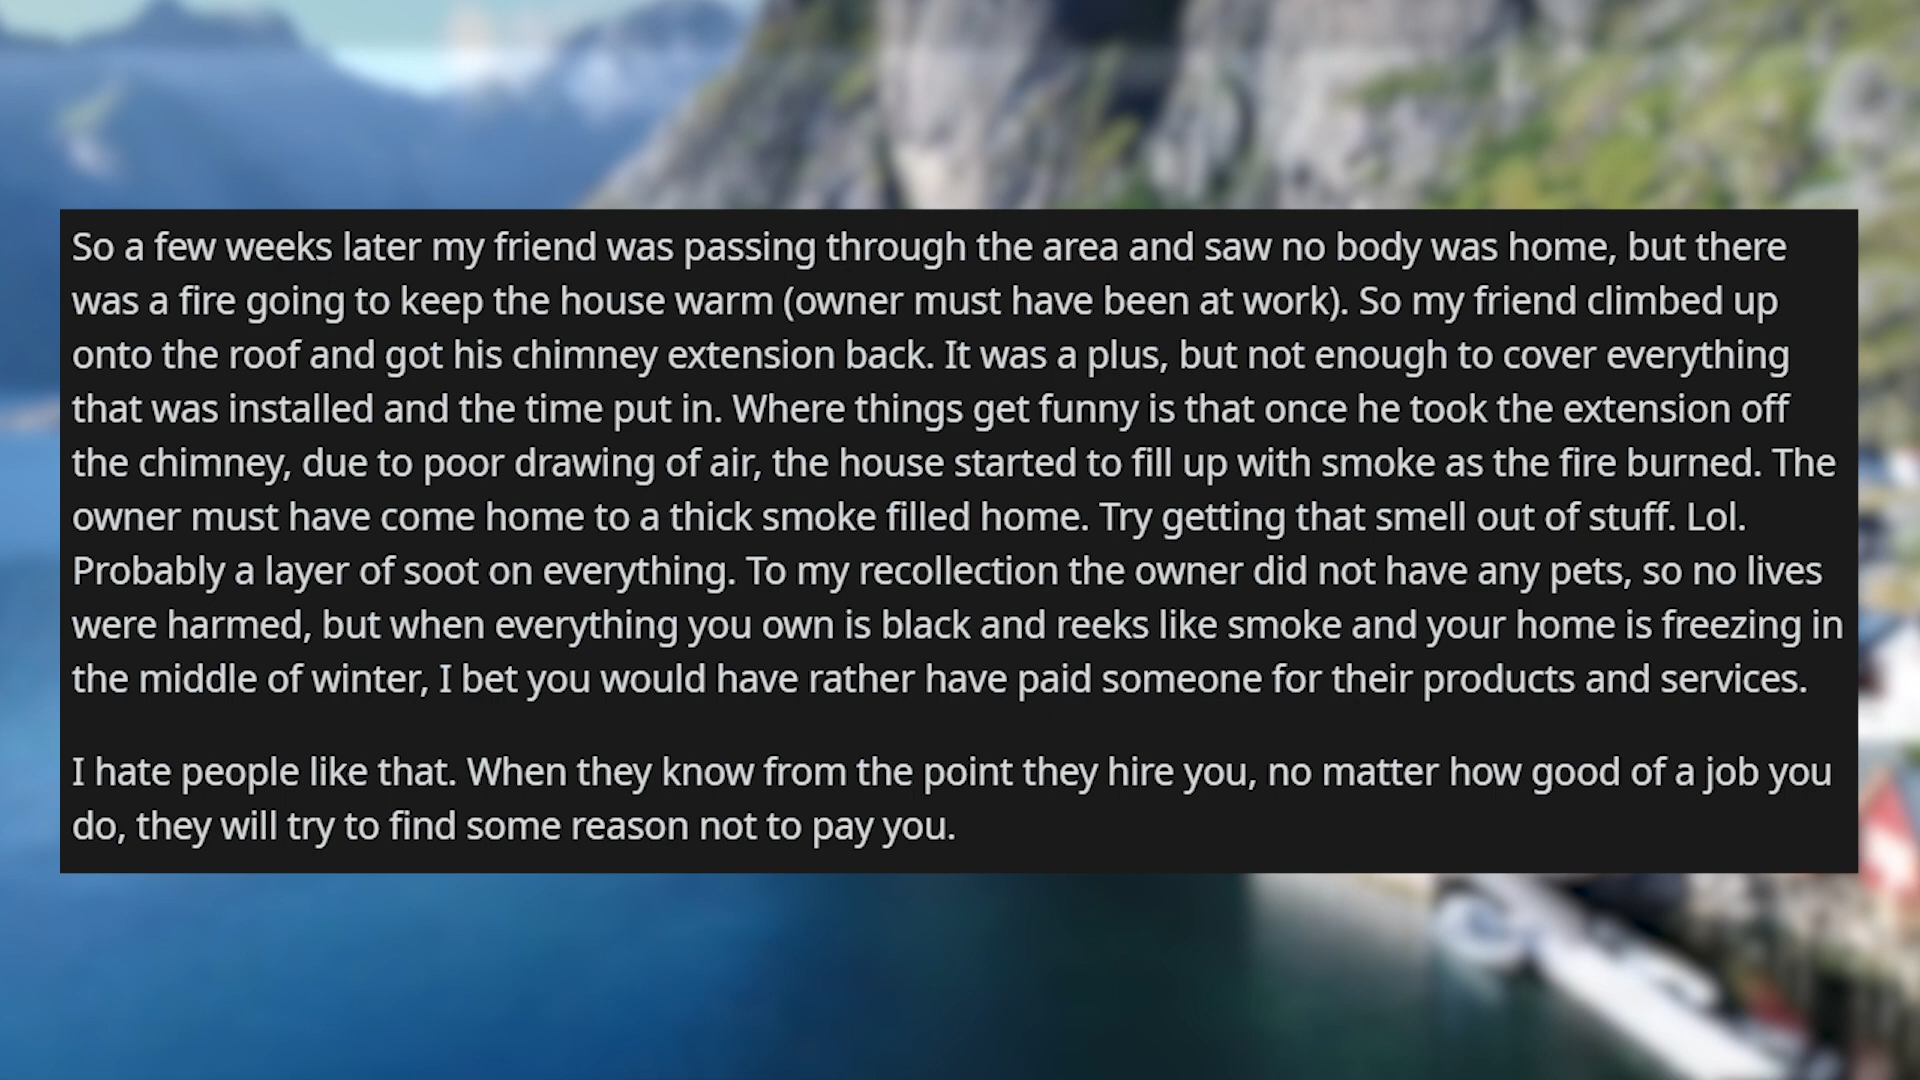 So a few weeks later my friend was passing through the area and saw no body was home, but there
was a fire going to keep the house warm (owner must have been at work). So my friend climbed up
onto the roof and got his chimney extension back. It was a plus, but not enough to cover everything
that was installed and the time put in. Where things get funny is that once he took the extension off
the chimney, due to poor drawing of air, the house started to fill up with smoke as the fire burned. The
owner must have come home to a thick smoke filled home. Try getting that smell out of stuff. Lol.
Probably a layer of soot on everything. To my recollection the owner did not have any pets, so no lives
were harmed, but when everything you own is black and reeks like smoke and your home is freezing in
the middle of winter, I bet you would have rather have paid someone for their products and services.
I hate people like that. When they know from the point they hire you, no matter how good of a job you
do, they will try to find some reason not to pay you.